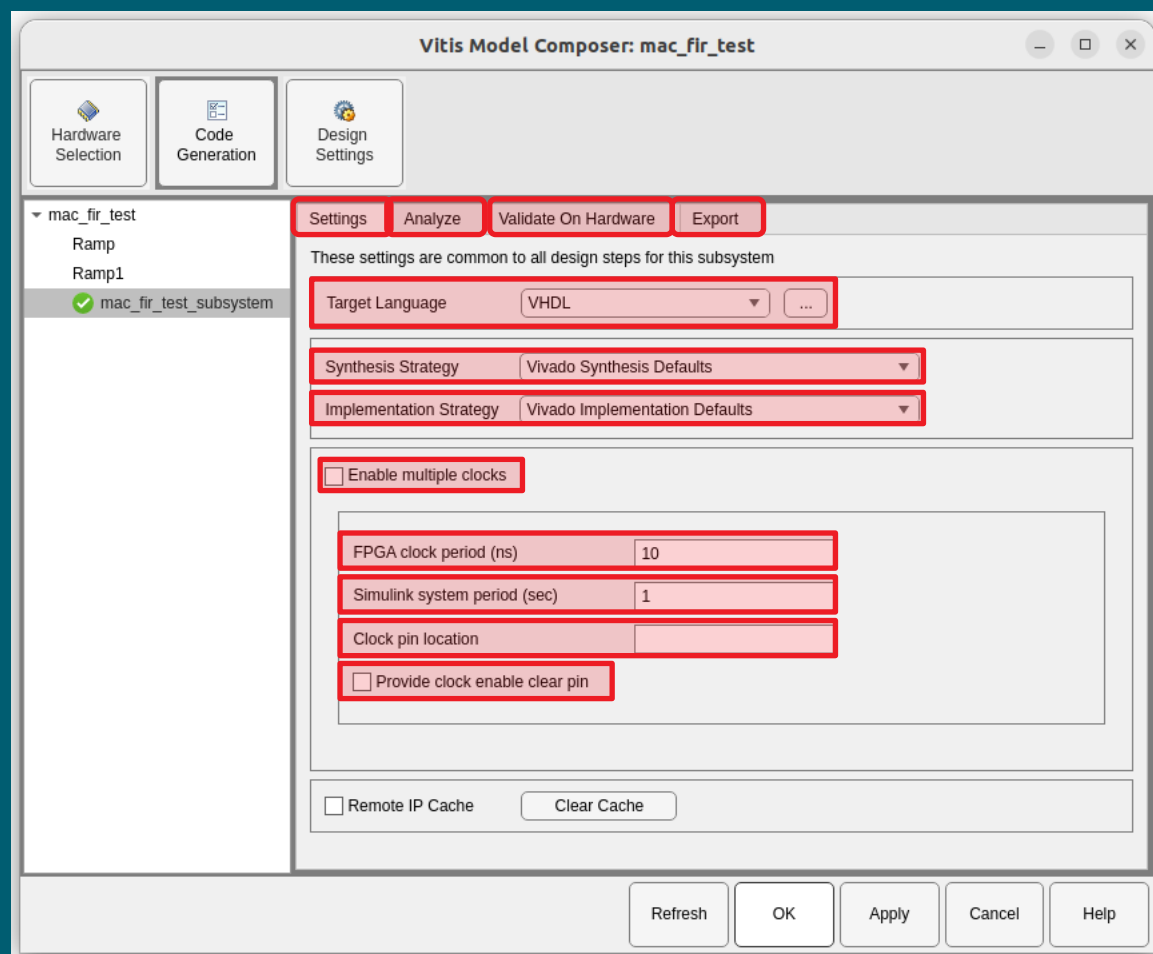 Vitis Model Composer: mac_fir_test
Hardware Selection
Code Generation
Design Settings
mac_fir_test
Ramp
Ramp1
mac_fir_test_subsystem
Settings Analyze Validate On Hardware Export
These settings are common to all design steps for this subsystem
Target Language VHDL ...
Synthesis Strategy Vivado Synthesis Defaults
Implementation Strategy Vivado Implementation Defaults
Enable multiple clocks
FPGA clock period (ns) 10
Simulink system period (sec) 1
Clock pin location
Provide clock enable clear pin
Remote IP Cache Clear Cache
Refresh OK Apply Cancel Help